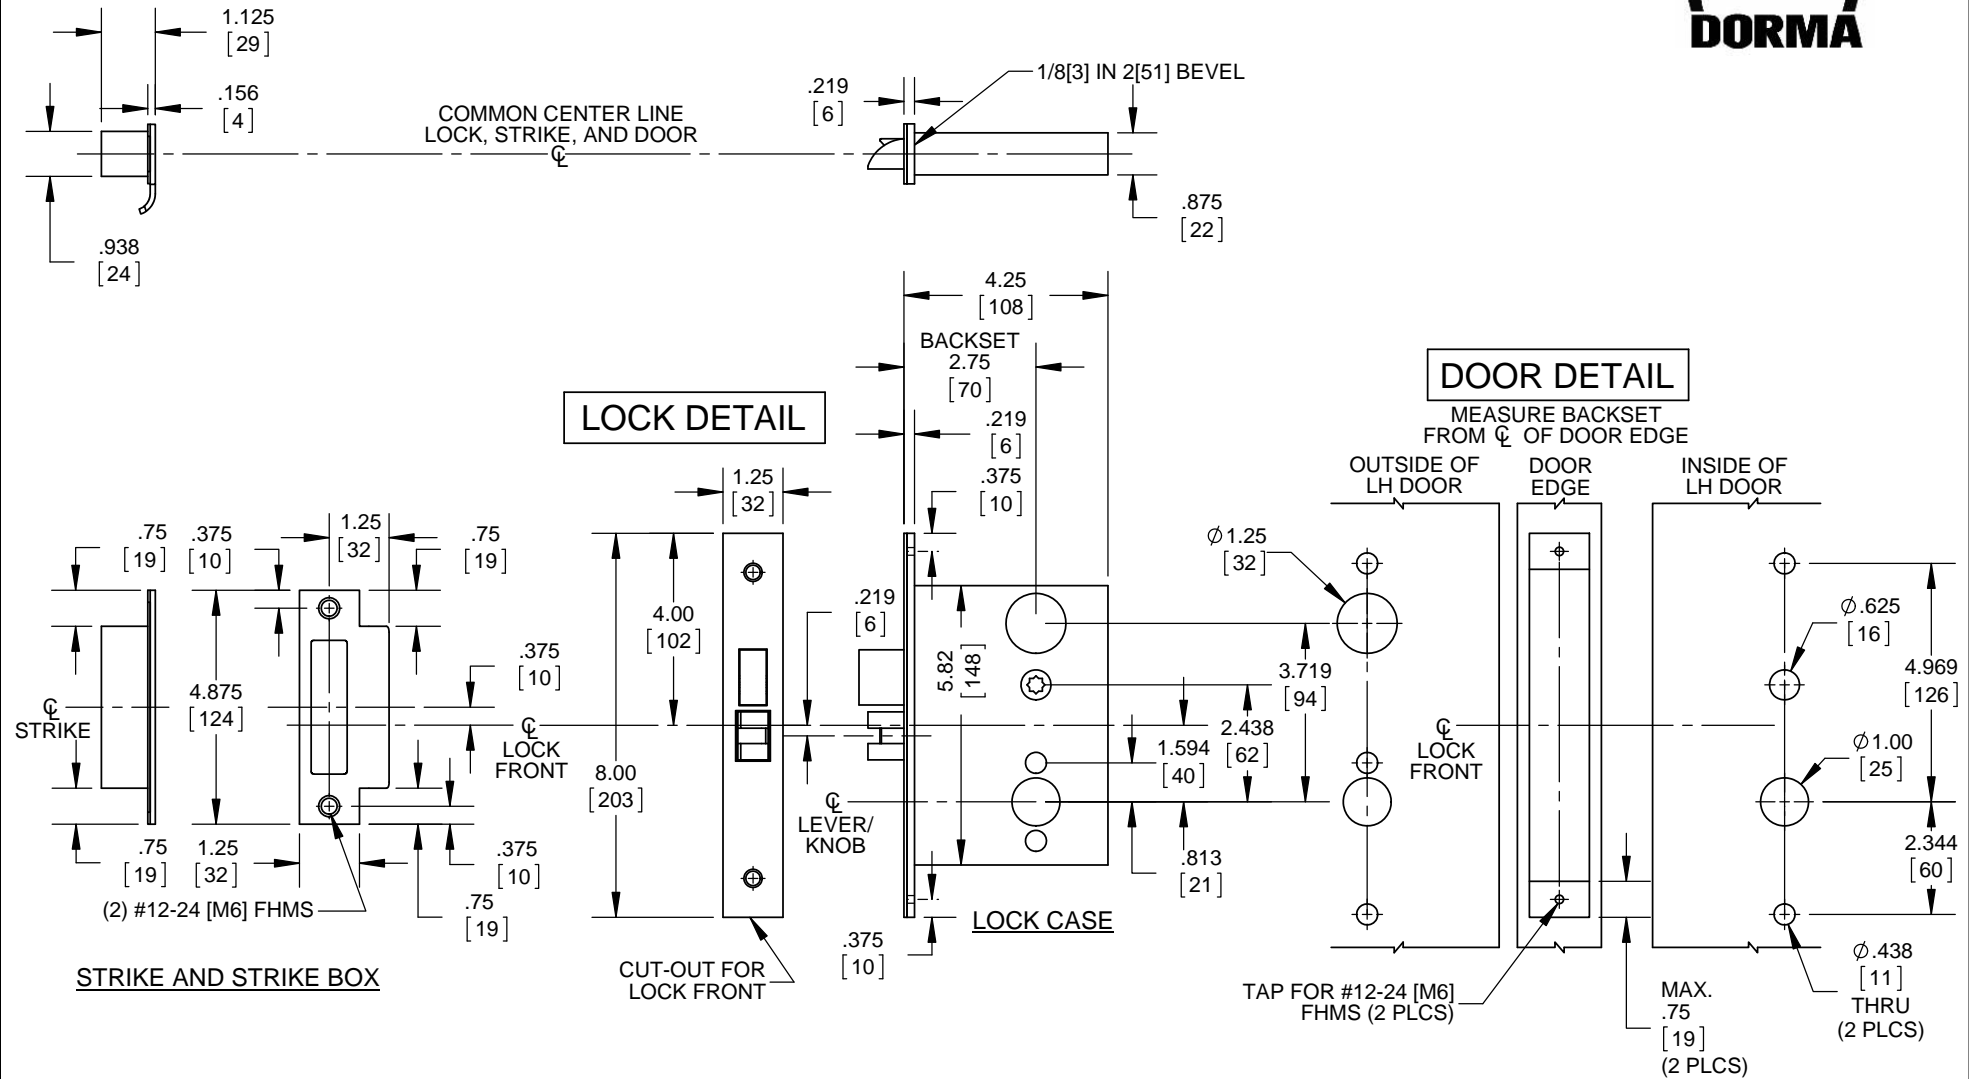 1.125
[29]
.156
[4]
.938
[24]
COMMON CENTER LINE
LOCK, STRIKE, AND DOOR
℄
.219
[6]
1/8[3] IN 2[51] BEVEL
.875
[22]
DORMA
4.25
[108]
BACKSET
2.75
[70]
.219
[6]
.375
[10]
LOCK DETAIL
1.25
[32]
4.00
[102]
8.00
[203]
.219
[6]
5.82
[148]
3.719
[94]
2.438
[62]
1.594
[40]
.813
[21]
℄
LEVER/
KNOB
.375
[10]
LOCK CASE
CUT-OUT FOR
LOCK FRONT
.75
[19]
.375
[10]
1.25
[32]
.75
[19]
.375
[10]
4.875
[124]
℄
STRIKE
℄
LOCK
FRONT
.75
[19]
1.25
[32]
.375
[10]
.75
[19]
(2) #12-24 [M6] FHMS
STRIKE AND STRIKE BOX
DOOR DETAIL
MEASURE BACKSET
FROM ℄ OF DOOR EDGE
OUTSIDE OF
LH DOOR
DOOR
EDGE
INSIDE OF
LH DOOR
∅1.25
[32]
∅.625
[16]
4.969
[126]
℄
LOCK
FRONT
∅1.00
[25]
2.344
[60]
∅.438
[11]
THRU
(2 PLCS)
TAP FOR #12-24 [M6]
FHMS (2 PLCS)
MAX.
.75
[19]
(2 PLCS)